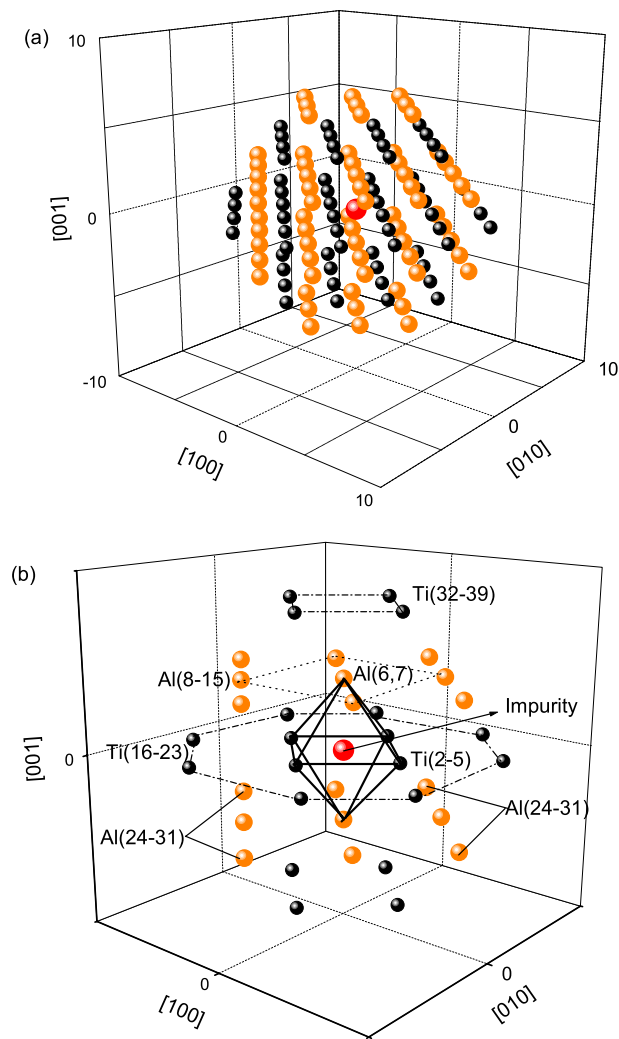 (a)
10
[001]
0
-10
0
[100]
10
0
[010]
10
(b)
Ti(32-39)
Al(8-15)
Al(6,7)
Impurity
Ti(16-23)
Ti(2-5)
[001]
0
Al(24-31)
Al(24-31)
0
[100]
0
[010]